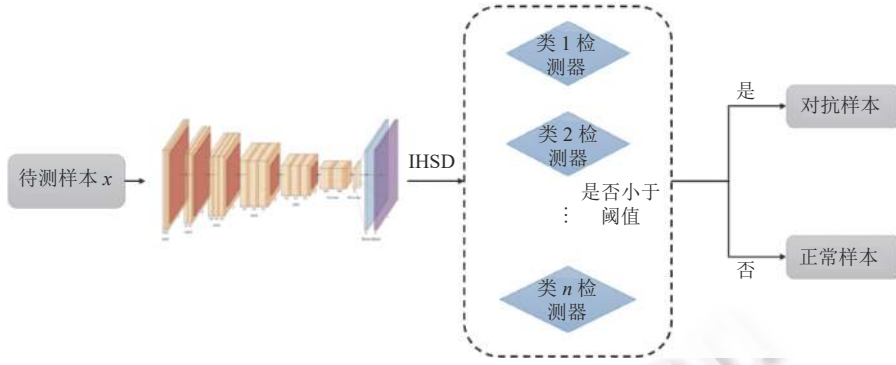 待测样本 x
IHSD
类 1 检
测器
类 2 检
测器
是否小于
阈值
⋮
类 n 检
测器
是
对抗样本
否
正常样本